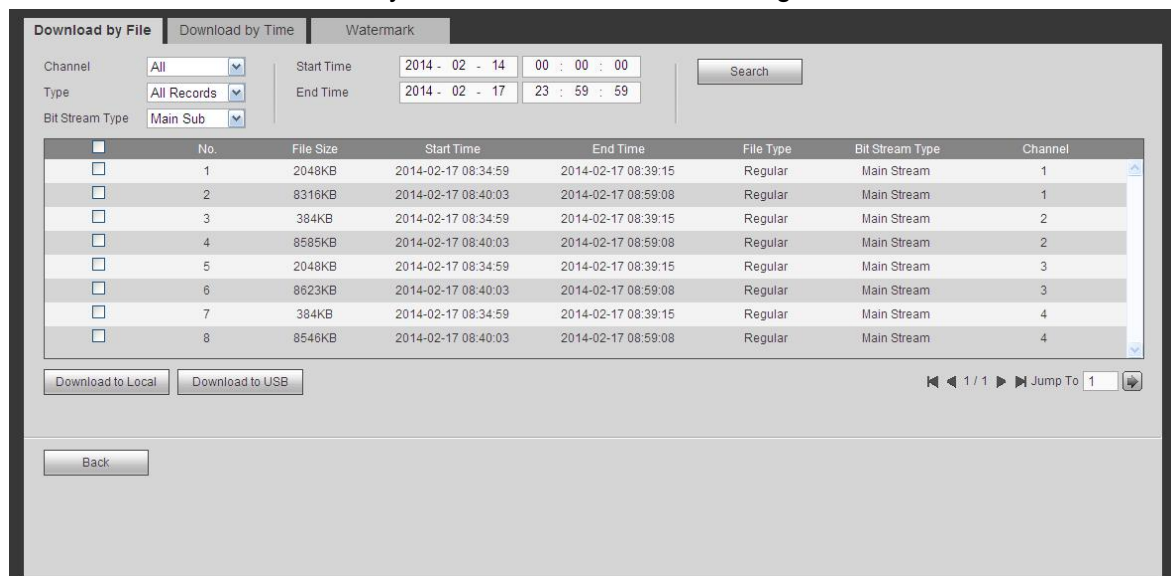 Download by File Download by Time Watermark
Channel All Start Time 2014 - 02 - 14 00 : 00 : 00 Search
Type All Records End Time 2014 - 02 - 17 23 : 59 : 59
Bit Stream Type Main Sub
No. File Size Start Time End Time File Type Bit Stream Type Channel
1 2048KB 2014-02-17 08:34:59 2014-02-17 08:39:15 Regular Main Stream 1
2 8316KB 2014-02-17 08:40:03 2014-02-17 08:59:08 Regular Main Stream 1
3 384KB 2014-02-17 08:34:59 2014-02-17 08:39:15 Regular Main Stream 2
4 8585KB 2014-02-17 08:40:03 2014-02-17 08:59:08 Regular Main Stream 2
5 2048KB 2014-02-17 08:34:59 2014-02-17 08:39:15 Regular Main Stream 3
6 8623KB 2014-02-17 08:40:03 2014-02-17 08:59:08 Regular Main Stream 3
7 384KB 2014-02-17 08:34:59 2014-02-17 08:39:15 Regular Main Stream 4
8 8546KB 2014-02-17 08:40:03 2014-02-17 08:59:08 Regular Main Stream 4
Download to Local Download to USB 1 / 1 Jump To 1
Back